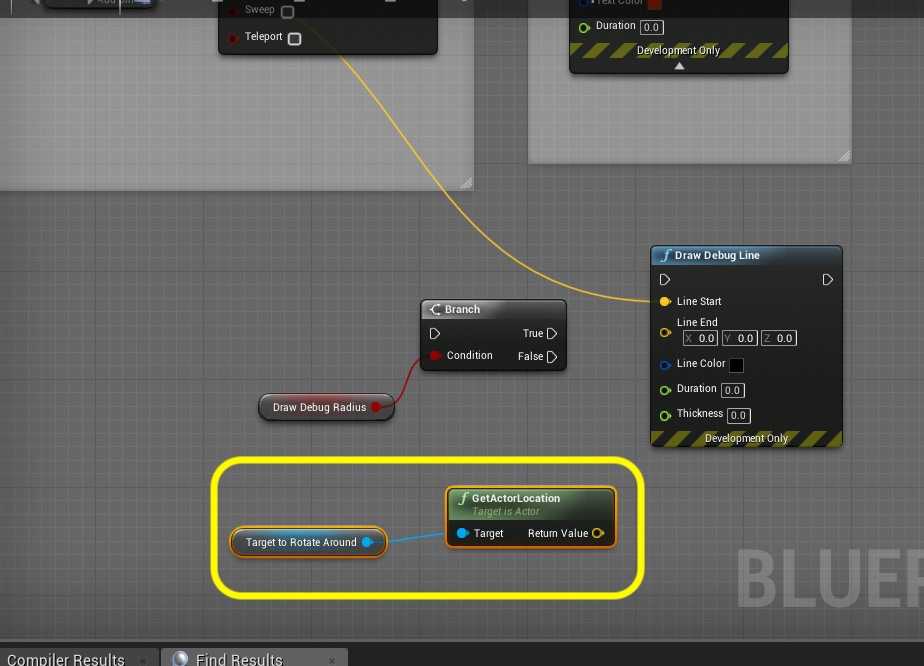 Sweep
Teleport
Text Color
Duration 0.0
Development Only
Draw Debug Line
Line Start
Line End
X 0.0 Y 0.0 Z 0.0
Line Color
Duration 0.0
Thickness 0.0
Development Only
Branch
True
Condition False
Draw Debug Radius
GetActorLocation
Target is Actor
Target Return Value
Target to Rotate Around
Compiler Results
Find Results